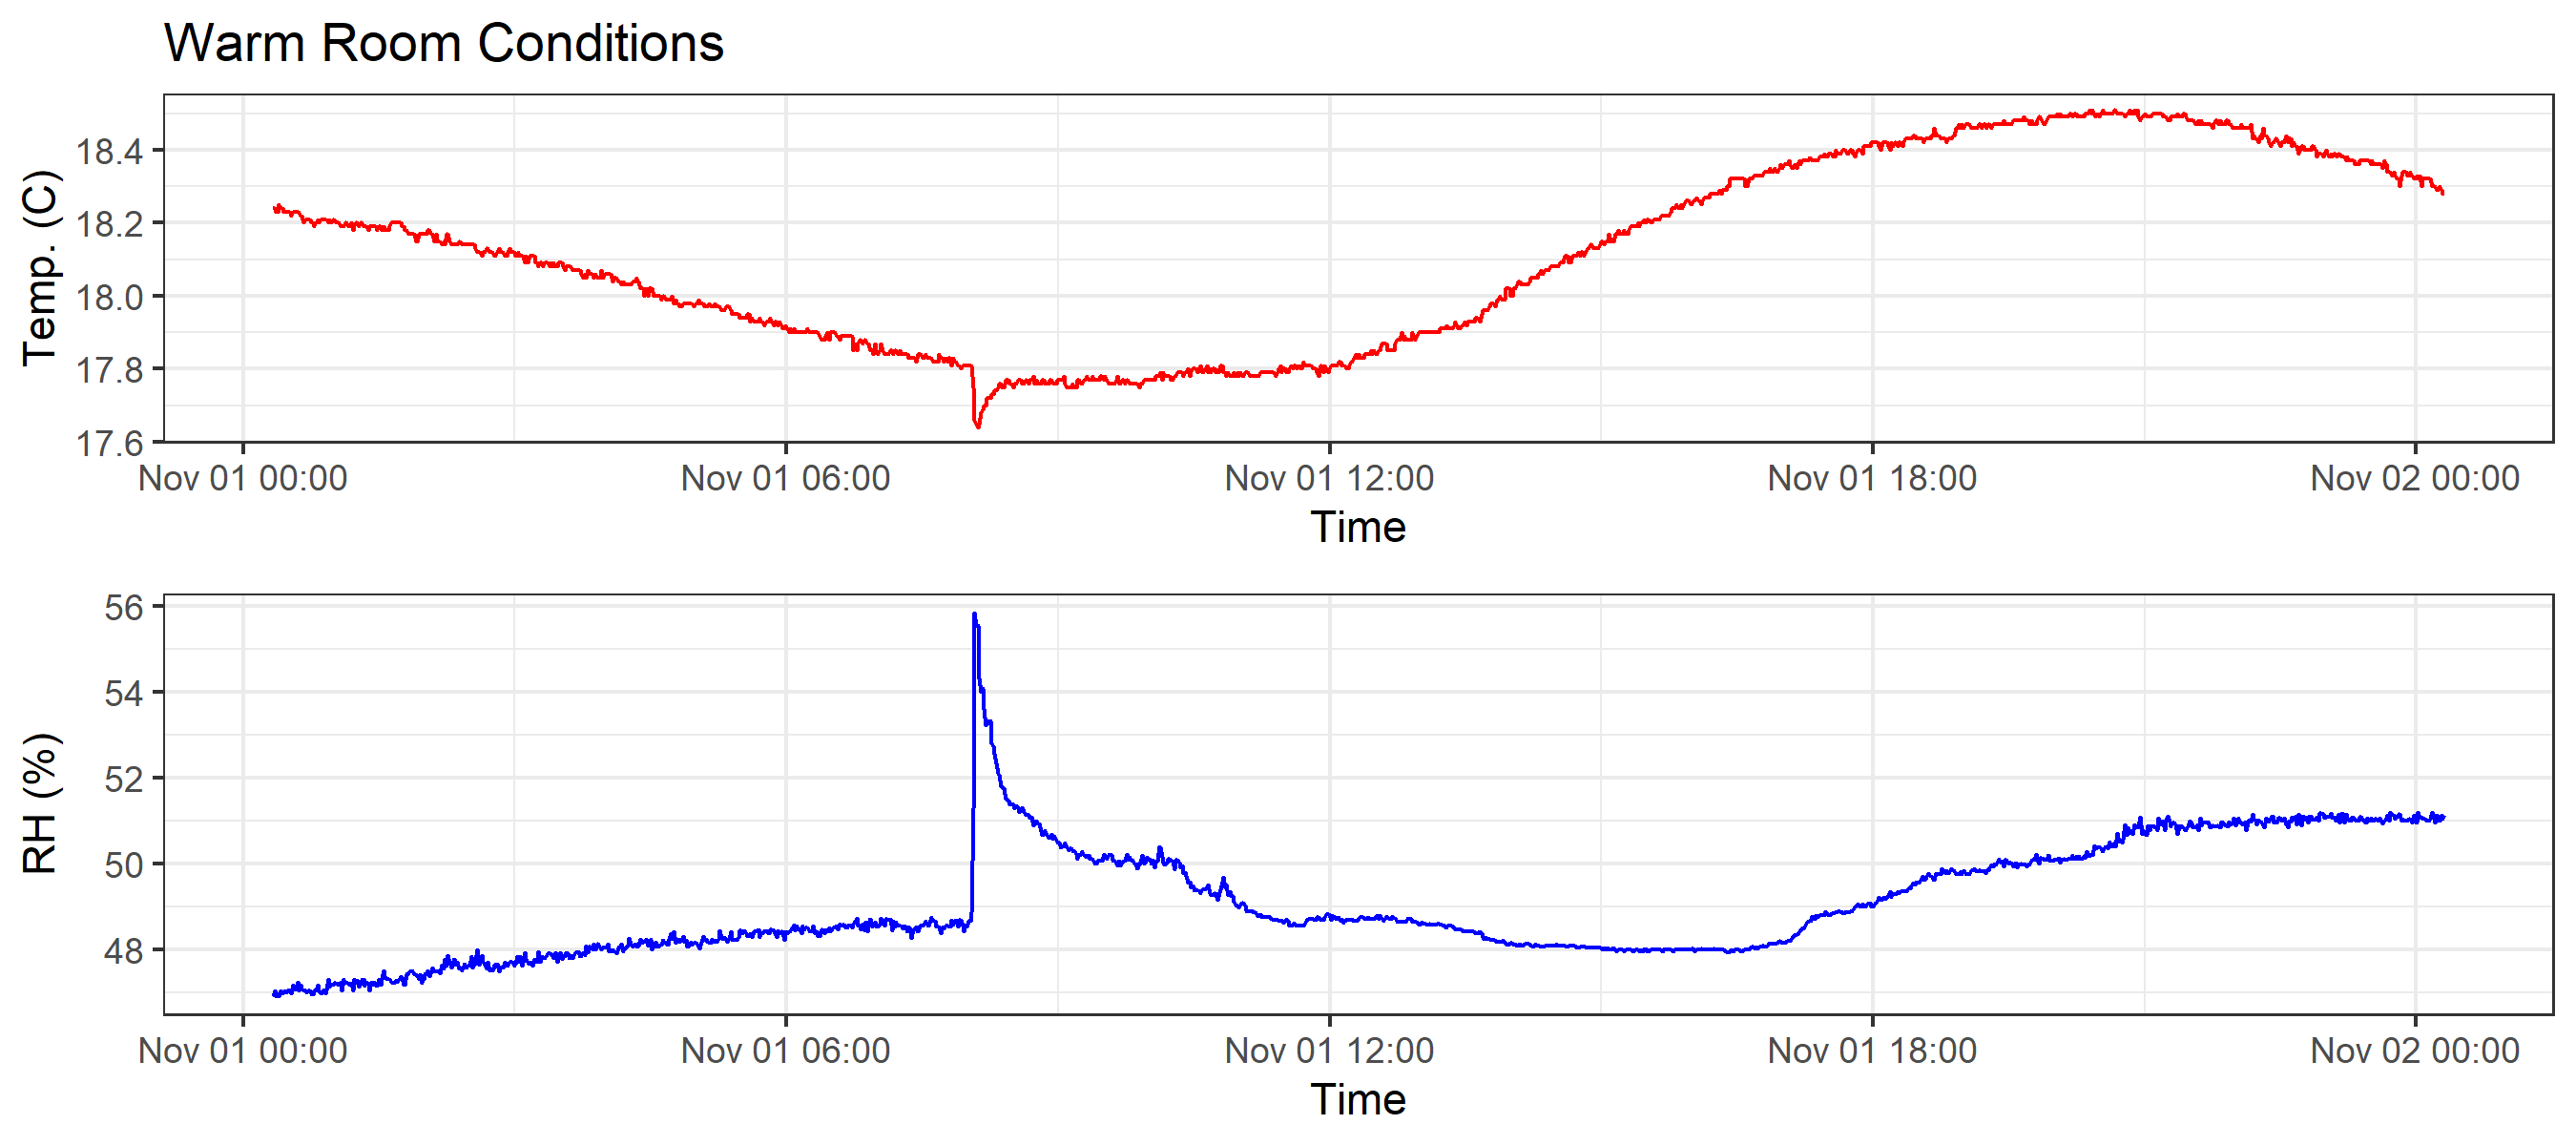 Warm Room Conditions
Temp. (C)
18.4
18.2
18.0
17.8
17.6
Nov 01 00:00 Nov 01 06:00 Nov 01 12:00 Nov 01 18:00 Nov 02 00:00
Time
RH (%)
56
54
52
50
48
Nov 01 00:00 Nov 01 06:00 Nov 01 12:00 Nov 01 18:00 Nov 02 00:00
Time